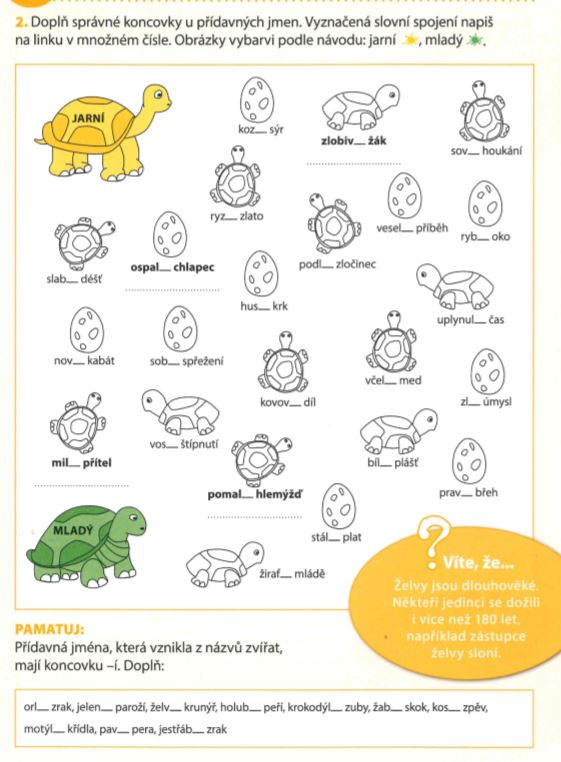 2. Doplň správné koncovky u přídavných jmen. Vyznačená slovní spojení napiš
na linku v množném čísle. Obrázky vybarvi podle návodu: jarní , mladý .
JARNÍ
koz__ sýr
zlobiv__ žák
sov__ houkání
ryz__ zlato
vesel__ příběh
ryb__ oko
slab__ déšť
ospal__ chlapec
podl__ zločinec
hus__ krk
uplynul__ čas
nov__ kabát
sob__ spřežení
kovov__ díl
včel__ med
zl__ úmysl
mil__ přítel
vos__ štípnutí
pomal__ hlemýžď
bíl__ plášť
prav__ břeh
stál__ plat
MLADÝ
žiraf__ mládě
? Víte, že...
Želvy jsou dlouhověké.
Někteří jedinci se dožili
i více než 180 let,
například zástupce
želvy sloní.
PAMATUJ:
Přídavná jména, která vznikla z názvů zvířat,
mají koncovku –í. Doplň:
orl__ zrak, jelen__ paroží, želv__ krunýř, holub__ peří, krokodýl__ zuby, žab__ skok, kos__ zpěv,
motýl__ křídla, pav__ pera, jestřáb__ zrak